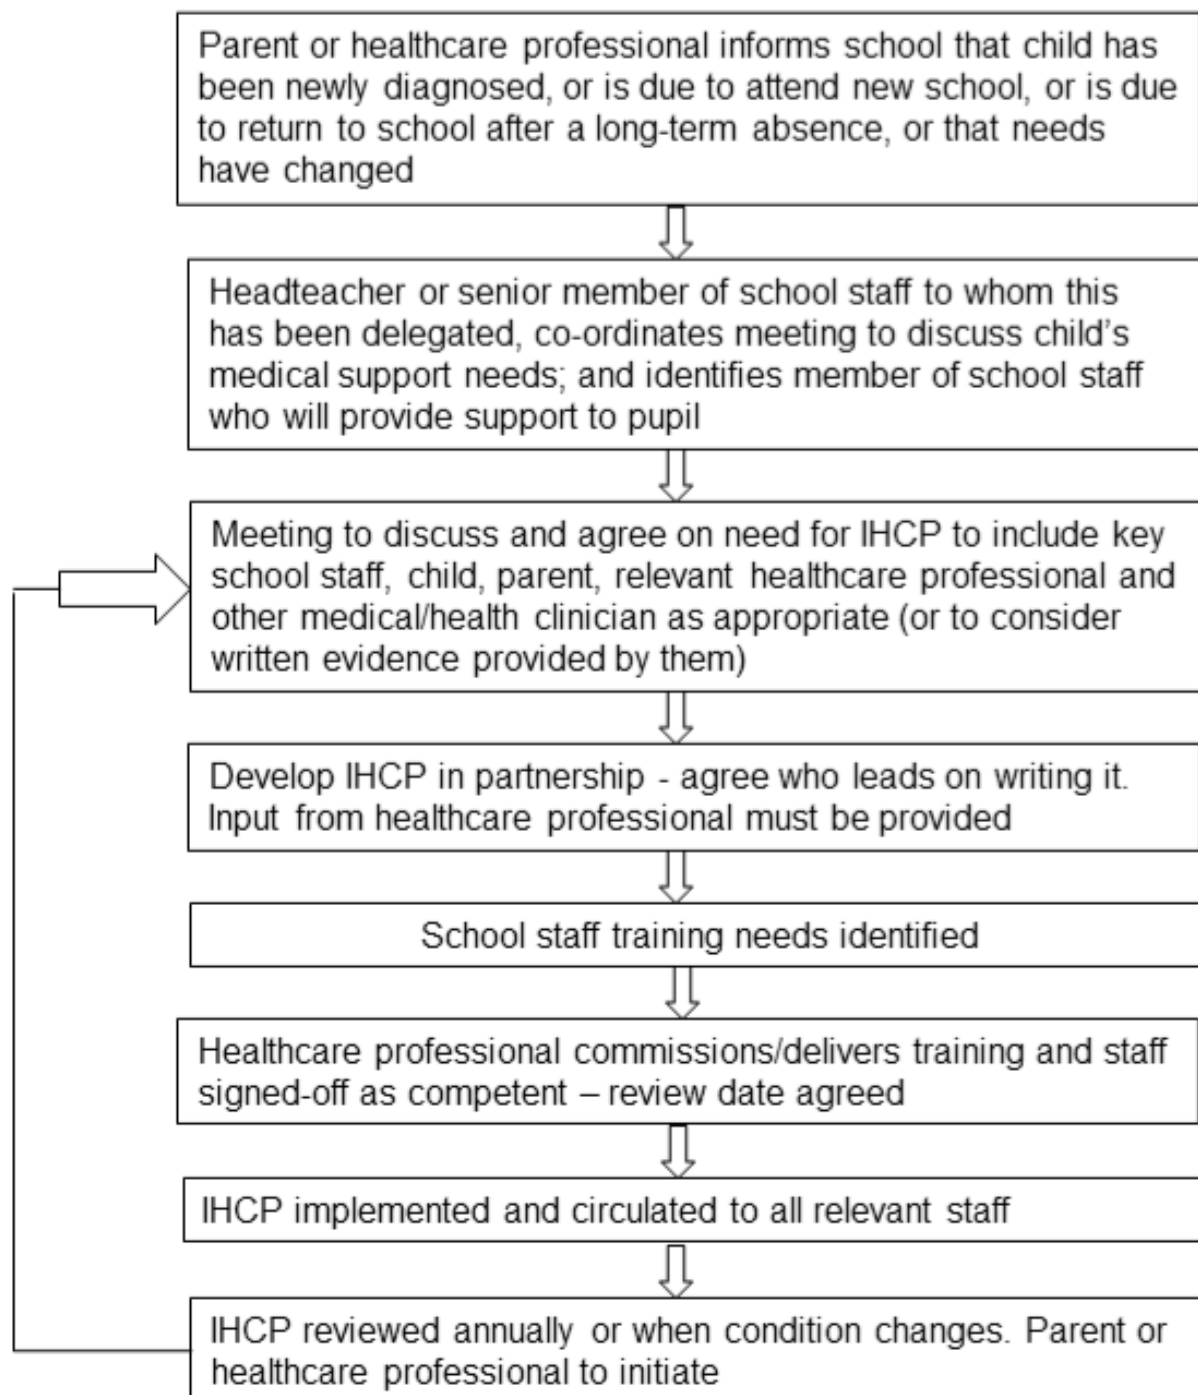 Parent or healthcare professional informs school that child has
been newly diagnosed, or is due to attend new school, or is due
to return to school after a long-term absence, or that needs
have changed
Headteacher or senior member of school staff to whom this
has been delegated, co-ordinates meeting to discuss child's
medical support needs; and identifies member of school staff
who will provide support to pupil
Meeting to discuss and agree on need for IHCP to include key
school staff, child, parent, relevant healthcare professional and
other medical/health clinician as appropriate (or to consider
written evidence provided by them)
Develop IHCP in partnership - agree who leads on writing it.
Input from healthcare professional must be provided
School staff training needs identified
Healthcare professional commissions/delivers training and staff
signed-off as competent – review date agreed
IHCP implemented and circulated to all relevant staff
IHCP reviewed annually or when condition changes. Parent or
healthcare professional to initiate